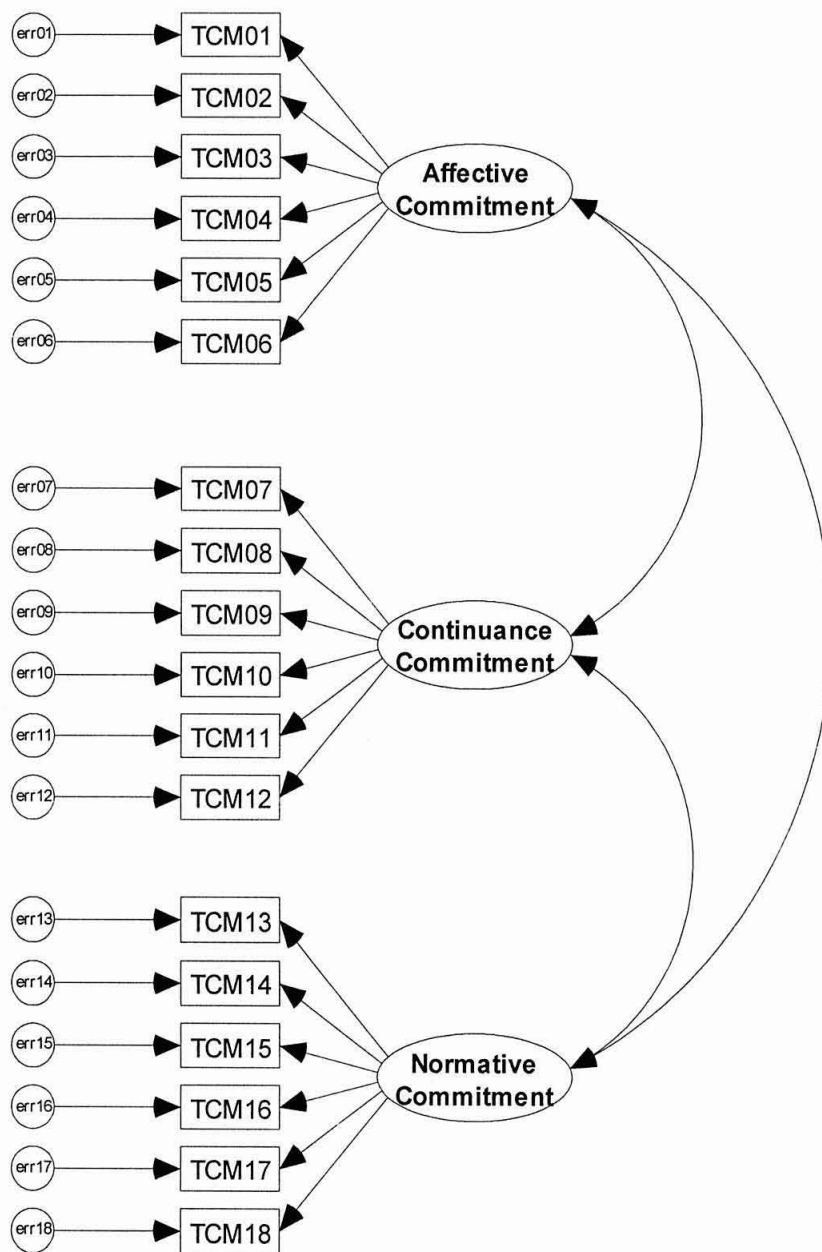 err01 TCM01
err02 TCM02
err03 TCM03
err04 TCM04
err05 TCM05
err06 TCM06
Affective
Commitment
err07 TCM07
err08 TCM08
err09 TCM09
err10 TCM10
err11 TCM11
err12 TCM12
Continuance
Commitment
err13 TCM13
err14 TCM14
err15 TCM15
err16 TCM16
err17 TCM17
err18 TCM18
Normative
Commitment